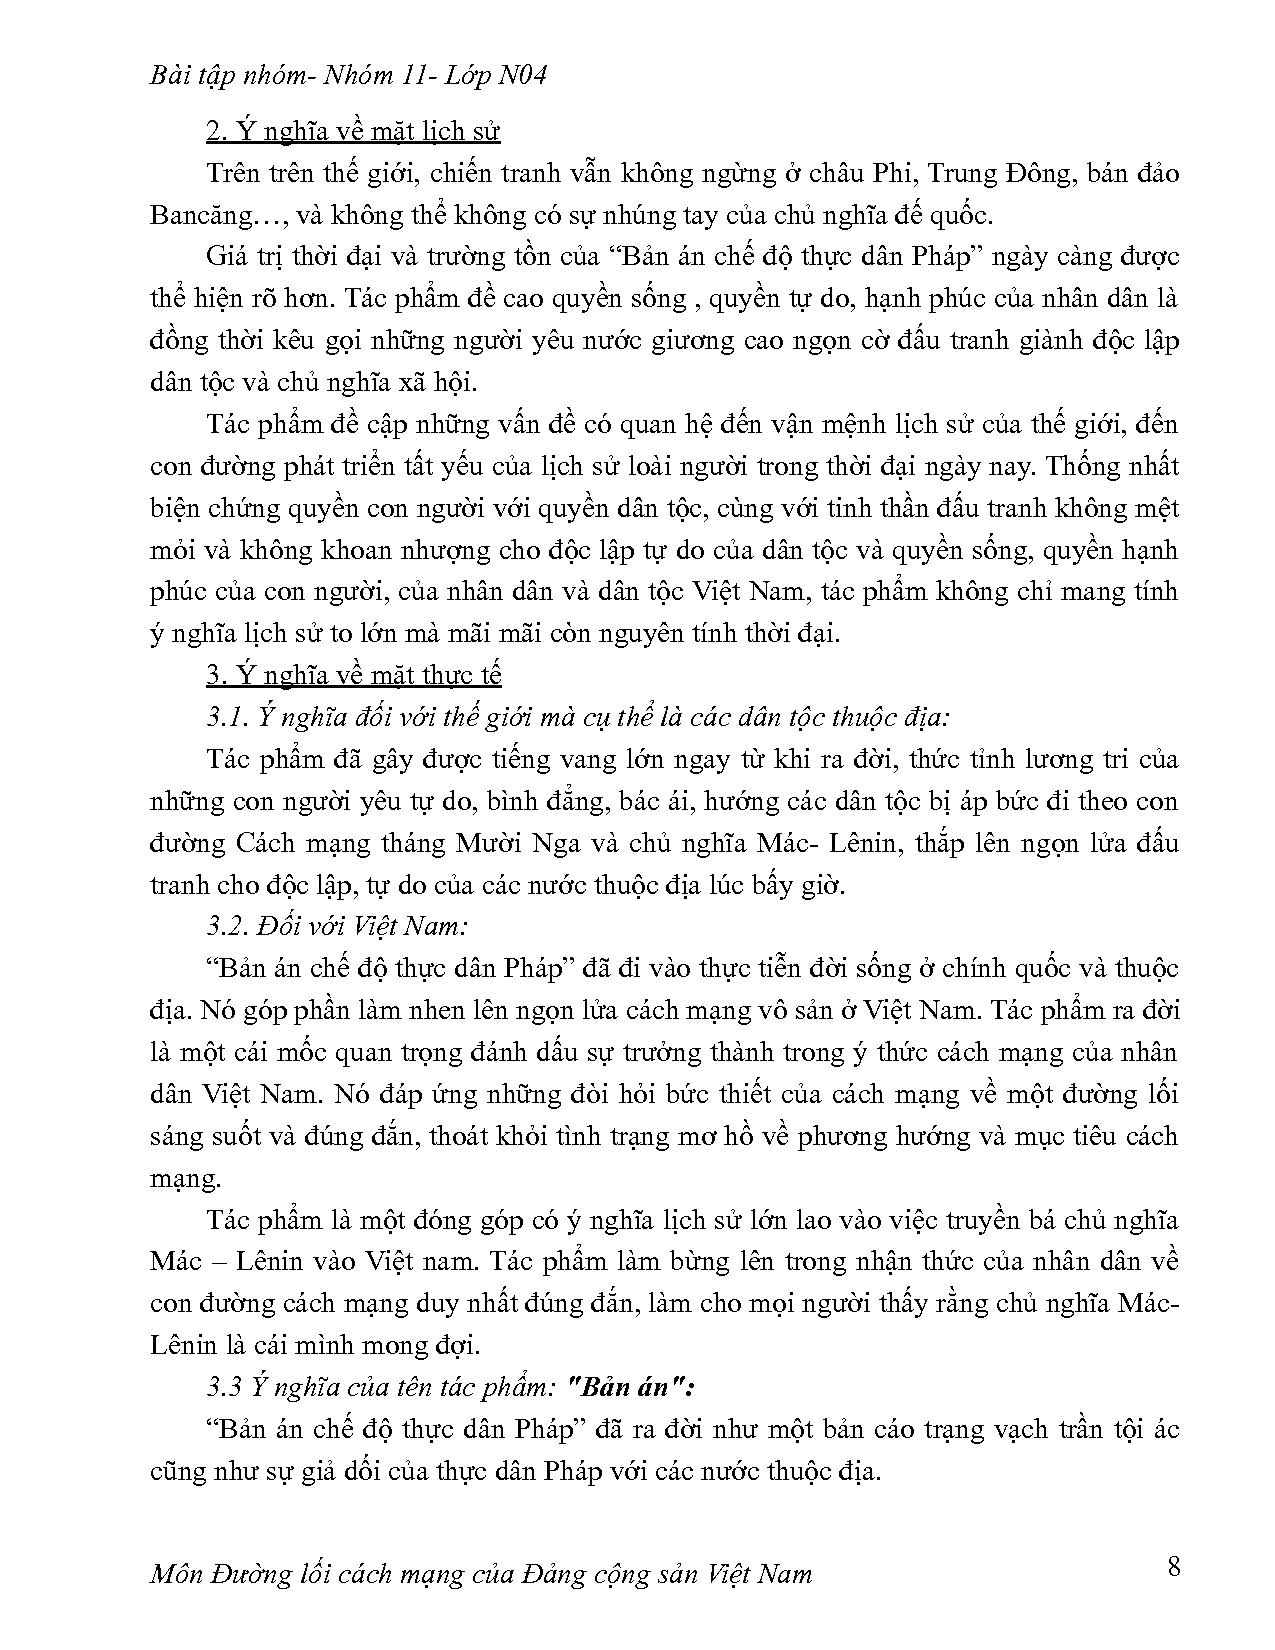 Bài tập nhóm- Nhóm 11- Lớp N04
2. Ý nghĩa về mặt lịch sử
Trên trên thế giới, chiến tranh vẫn không ngừng ở châu Phi, Trung Đông, bán đảo
Bancăng…, và không thể không có sự nhúng tay của chủ nghĩa đế quốc.
Giá trị thời đại và trường tồn của “Bản án chế độ thực dân Pháp” ngày càng được
thể hiện rõ hơn. Tác phẩm đề cao quyền sống , quyền tự do, hạnh phúc của nhân dân là
đồng thời kêu gọi những người yêu nước giương cao ngọn cờ đấu tranh giành độc lập
dân tộc và chủ nghĩa xã hội.
Tác phẩm đề cập những vấn đề có quan hệ đến vận mệnh lịch sử của thế giới, đến
con đường phát triển tất yếu của lịch sử loài người trong thời đại ngày nay. Thống nhất
biện chứng quyền con người với quyền dân tộc, cùng với tinh thần đấu tranh không mệt
mỏi và không khoan nhượng cho độc lập tự do của dân tộc và quyền sống, quyền hạnh
phúc của con người, của nhân dân và dân tộc Việt Nam, tác phẩm không chỉ mang tính
ý nghĩa lịch sử to lớn mà mãi mãi còn nguyên tính thời đại.
3. Ý nghĩa về mặt thực tế
3.1. Ý nghĩa đối với thế giới mà cụ thể là các dân tộc thuộc địa:
Tác phẩm đã gây được tiếng vang lớn ngay từ khi ra đời, thức tỉnh lương tri của
những con người yêu tự do, bình đẳng, bác ái, hướng các dân tộc bị áp bức đi theo con
đường Cách mạng tháng Mười Nga và chủ nghĩa Mác- Lênin, thắp lên ngọn lửa đấu
tranh cho độc lập, tự do của các nước thuộc địa lúc bấy giờ.
3.2. Đối với Việt Nam:
“Bản án chế độ thực dân Pháp” đã đi vào thực tiễn đời sống ở chính quốc và thuộc
địa. Nó góp phần làm nhen lên ngọn lửa cách mạng vô sản ở Việt Nam. Tác phẩm ra đời
là một cái mốc quan trọng đánh dấu sự trưởng thành trong ý thức cách mạng của nhân
dân Việt Nam. Nó đáp ứng những đòi hỏi bức thiết của cách mạng về một đường lối
sáng suốt và đúng đắn, thoát khỏi tình trạng mơ hồ về phương hướng và mục tiêu cách
mạng.
Tác phẩm là một đóng góp có ý nghĩa lịch sử lớn lao vào việc truyền bá chủ nghĩa
Mác – Lênin vào Việt nam. Tác phẩm làm bừng lên trong nhận thức của nhân dân về
con đường cách mạng duy nhất đúng đắn, làm cho mọi người thấy rằng chủ nghĩa Mác-
Lênin là cái mình mong đợi.
3.3 Ý nghĩa của tên tác phẩm: "Bản án":
“Bản án chế độ thực dân Pháp” đã ra đời như một bản cáo trạng vạch trần tội ác
cũng như sự giả dối của thực dân Pháp với các nước thuộc địa.
Môn Đường lối cách mạng của Đảng cộng sản Việt Nam
8